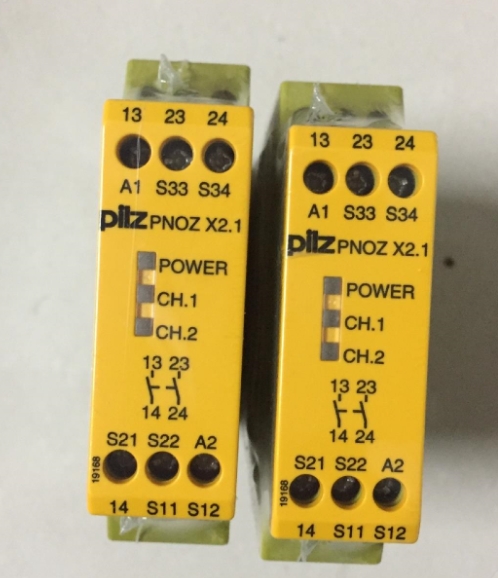 13 23 24
A1 S33 S34
pilz PNOZ X2.1
POWER
CH.1
CH.2
13 23
14 24
S21 S22 A2
19168
14 S11 S12
13 23 24
A1 S33 S34
pilz PNOZ X2.1
POWER
CH.1
CH.2
13 23
14 24
S21 S22 A2
19168
14 S11 S12